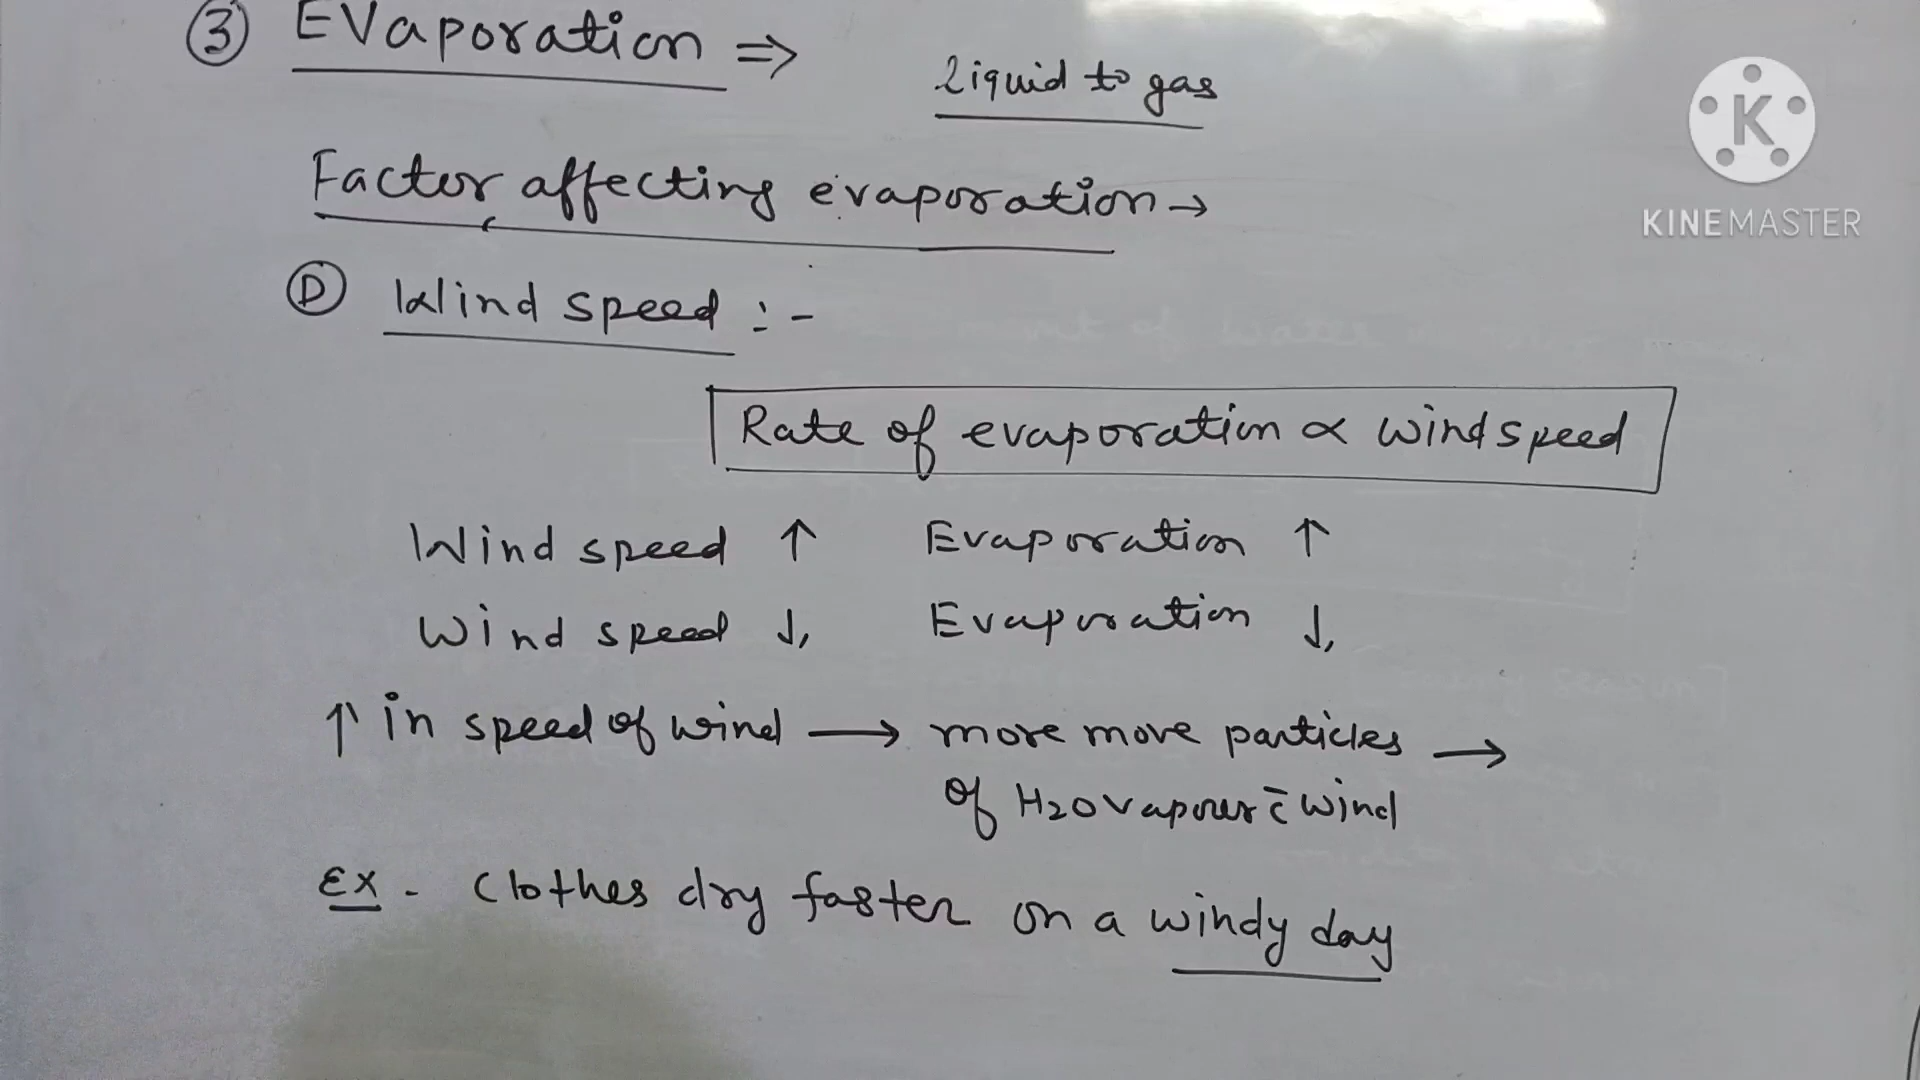 ③ Evaporation ⇒ liquid to gas
K
KINEMASTER
Factor affecting evaporation →
Ⓓ Wind speed :-
Rate of evaporation ∝ wind speed
Wind speed ↑ Evaporation ↑
Wind speed ↓, Evaporation ↓,
↑ in speed of wind → more move particles →
of H2O vapours c̄ wind
Ex - Clothes dry faster on a windy day